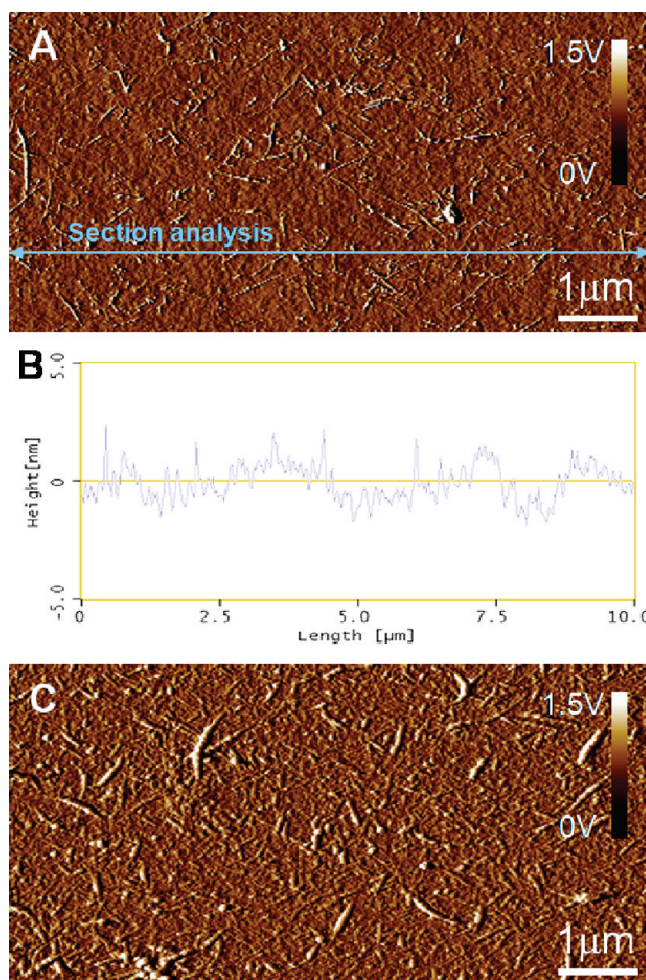 A
1.5V
0V
Section analysis
1μm
B
5.0
0
-5.0
Height[nm]
0
2.5
5.0
7.5
10.0
Length [μm]
C
1.5V
0V
1μm